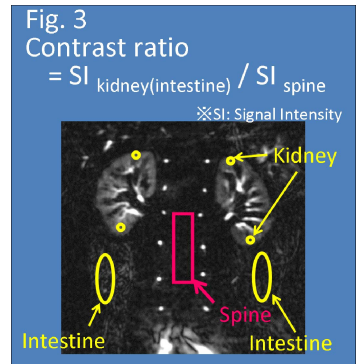 Fig. 3
Contrast ratio
= SI kidney(intestine) / SI spine
※SI: Signal Intensity
Kidney
Spine
Intestine
Intestine